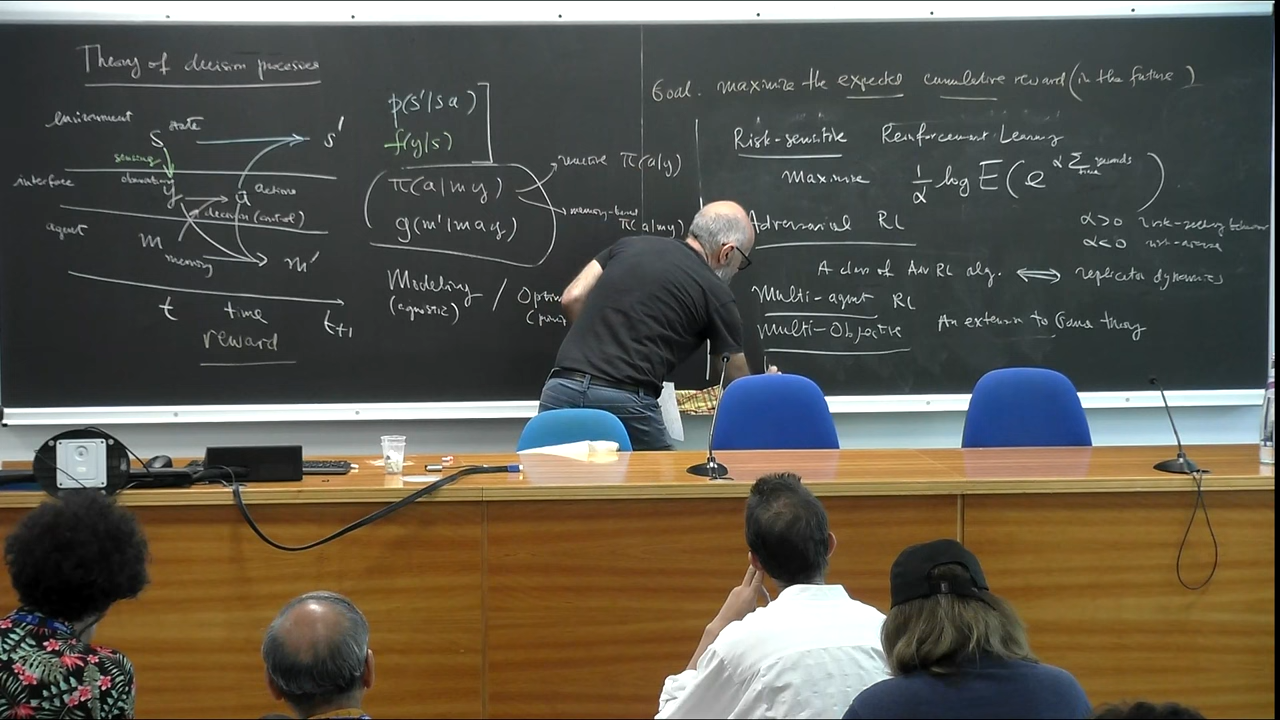 Theory of decision processes
environment
S state
s'
sensing
interface
observations
y
a actions
decision (control)
agent
m
memory
m'
t
time
t+1
reward
p(s'|s a)
f(y|s)
π(a|m y)
g(m'|m a y)
reactive π(a|y)
memory-based
π(a|m y)
Modeling /
(agnostic)
Goal. maximize the expected cumulative reward (in the future)
Risk-sensitive Reinforcement Learning
maximize 1/α log E(e^{α Σ_time rewards})
Adversarial RL
α>0 risk-seeking behaviour
α<0 risk-averse
A class of Adv RL alg. ⟺ replicator dynamics
Multi-agent RL
Multi-Objective An extension to Game theory